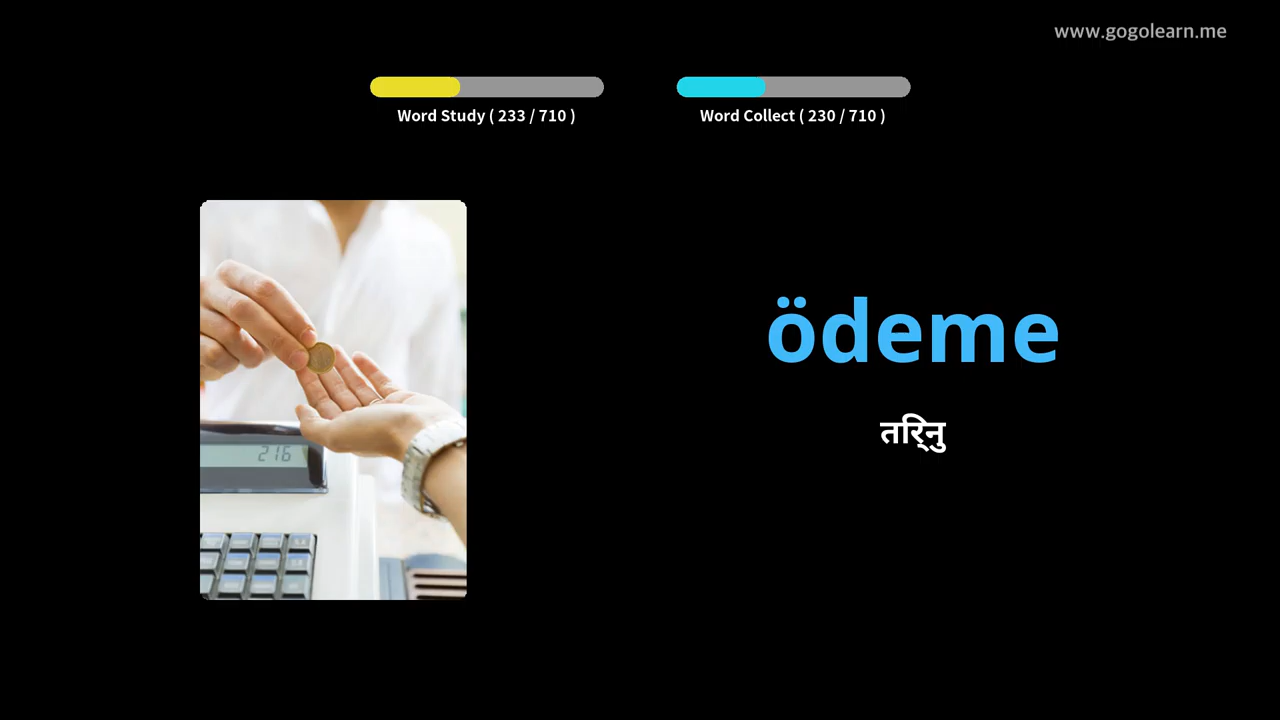 www.gogolearn.me
Word Study ( 233 / 710 )
Word Collect ( 230 / 710 )
ödeme
तिर्नु
216